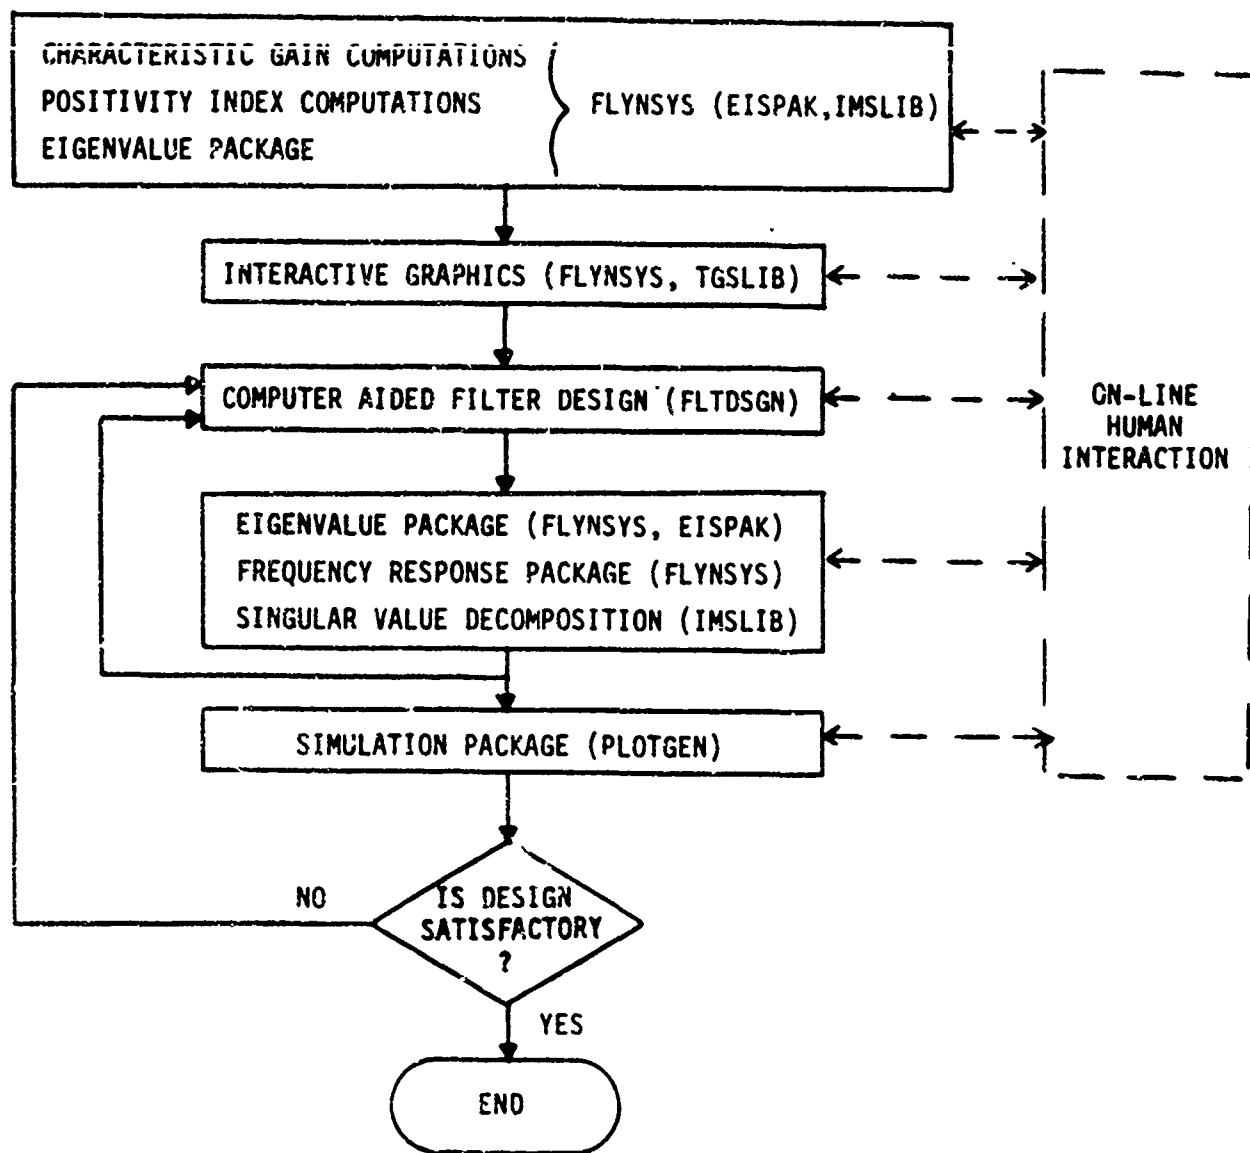 CHARACTERISTIC GAIN COMPUTATIONS
POSITIVITY INDEX COMPUTATIONS
EIGENVALUE PACKAGE
FLYNSYS (EISPAK,IMSLIB)
INTERACTIVE GRAPHICS (FLYNSYS, TGSLIB)
COMPUTER AIDED FILTER DESIGN (FLTDSGN)
EIGENVALUE PACKAGE (FLYNSYS, EISPAK)
FREQUENCY RESPONSE PACKAGE (FLYNSYS)
SINGULAR VALUE DECOMPOSITION (IMSLIB)
SIMULATION PACKAGE (PLOTGEN)
ON-LINE
HUMAN
INTERACTION
NO
IS DESIGN
SATISFACTORY
?
YES
END